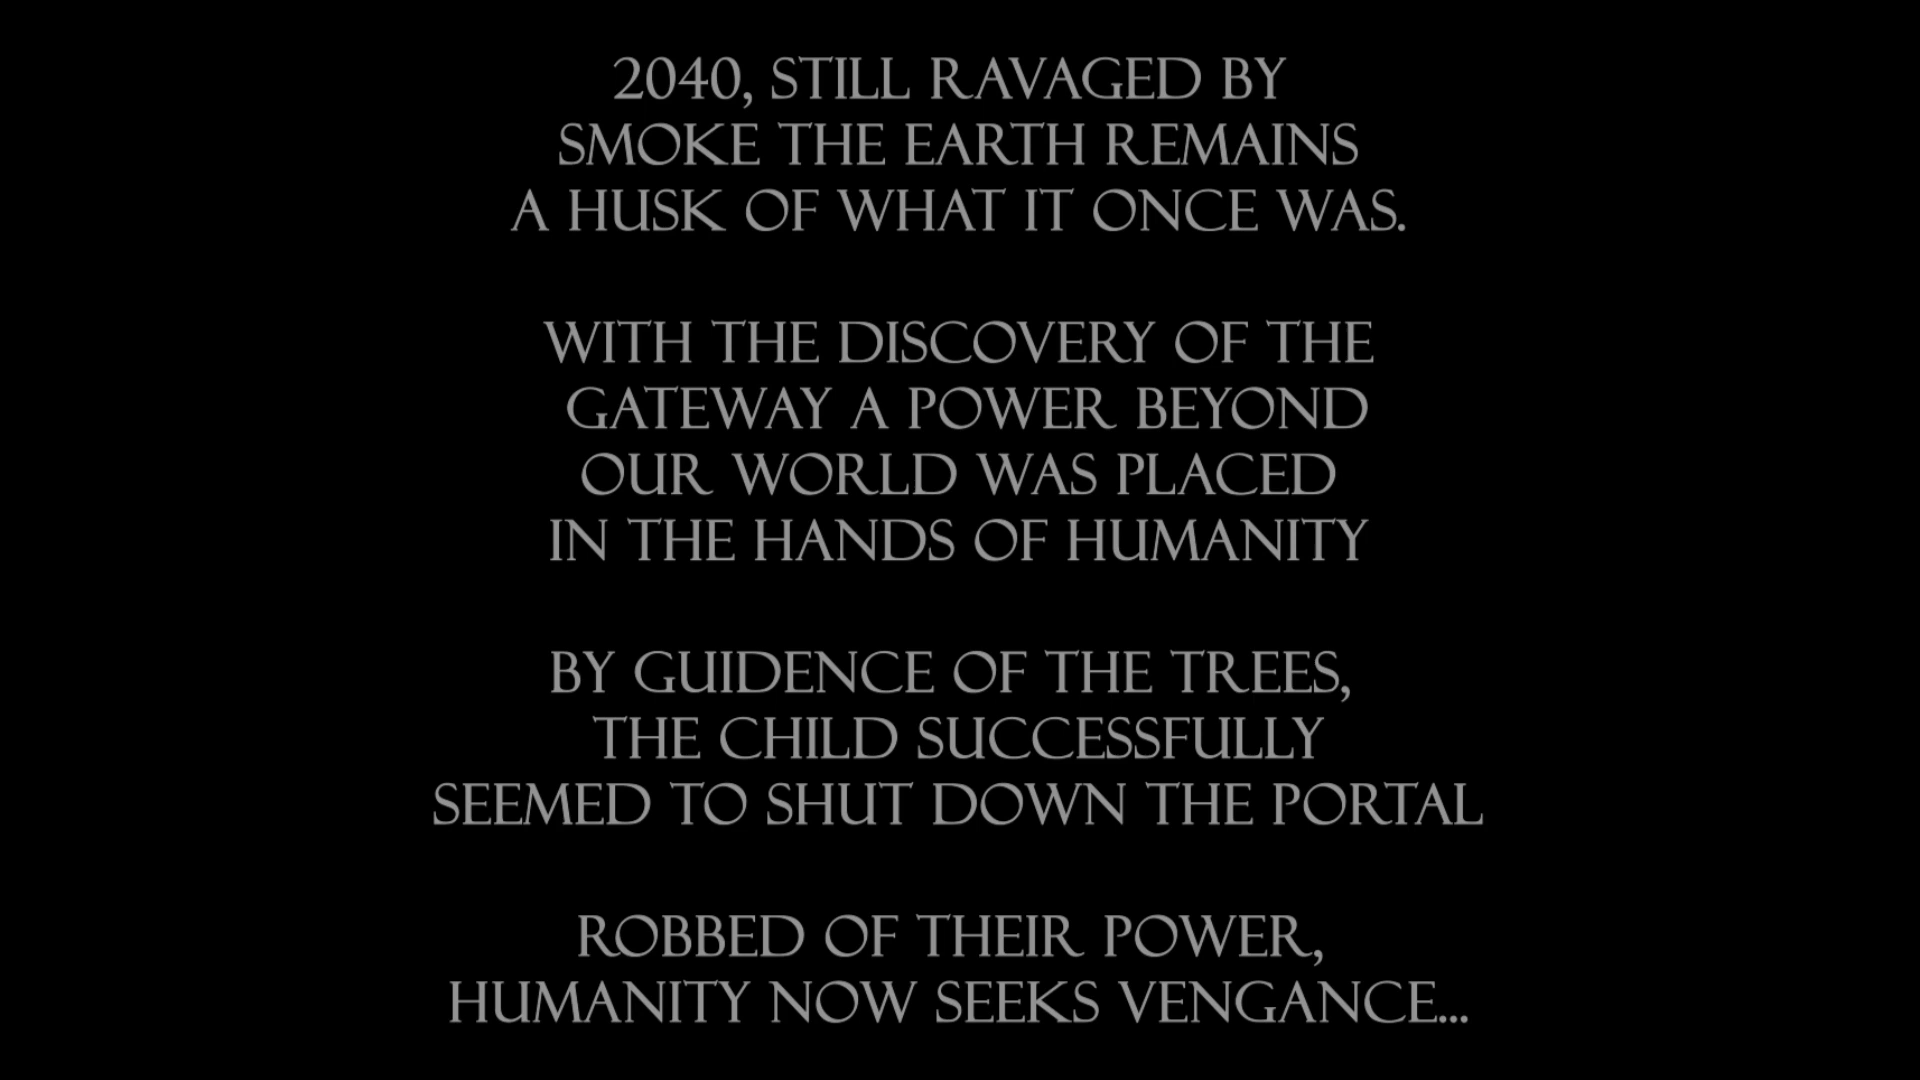 2040, STILL RAVAGED BY
SMOKE THE EARTH REMAINS
A HUSK OF WHAT IT ONCE WAS.
WITH THE DISCOVERY OF THE
GATEWAY A POWER BEYOND
OUR WORLD WAS PLACED
IN THE HANDS OF HUMANITY
BY GUIDENCE OF THE TREES,
THE CHILD SUCCESSFULLY
SEEMED TO SHUT DOWN THE PORTAL
ROBBED OF THEIR POWER,
HUMANITY NOW SEEKS VENGANCE...